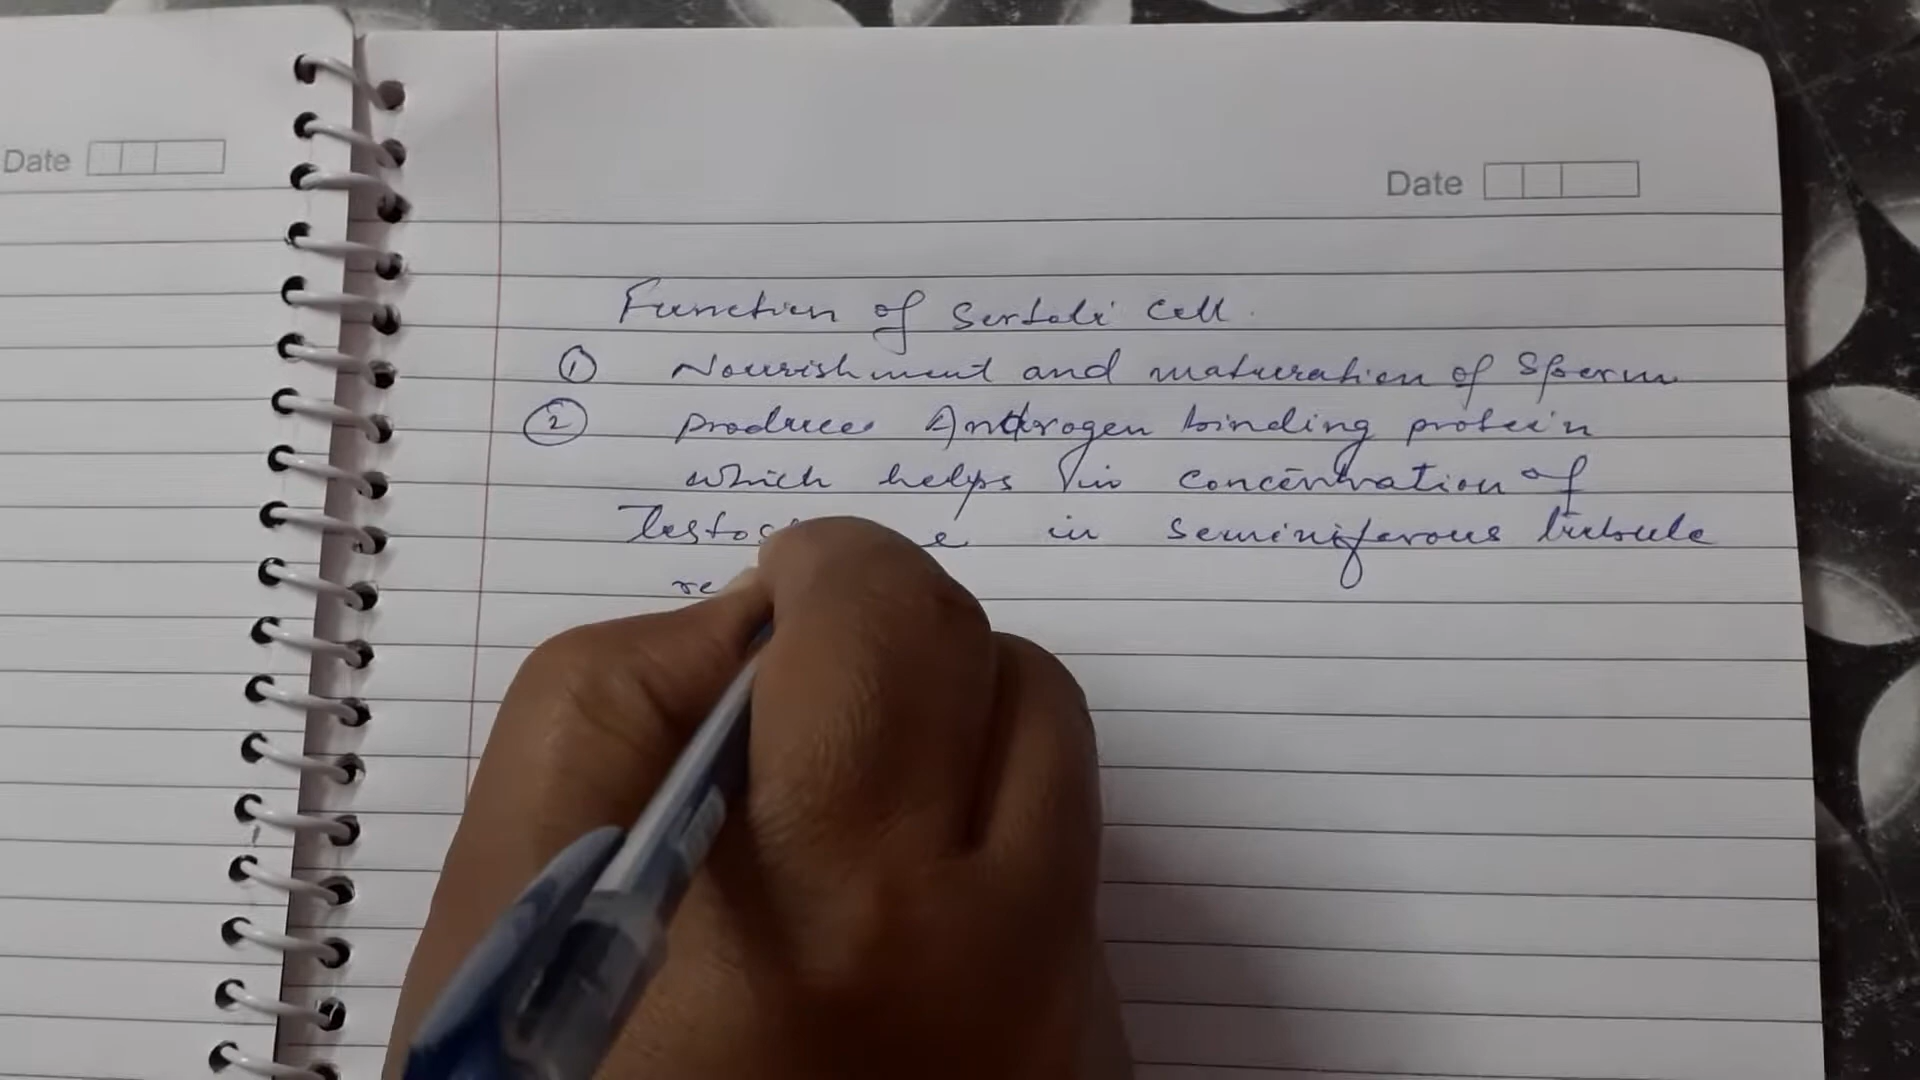 Date
Date
Function of Sertoli Cell.
① Nourishment and maturation of Sperm
② produces Androgen binding protein
which helps in concentration of
in seminiferous tubule